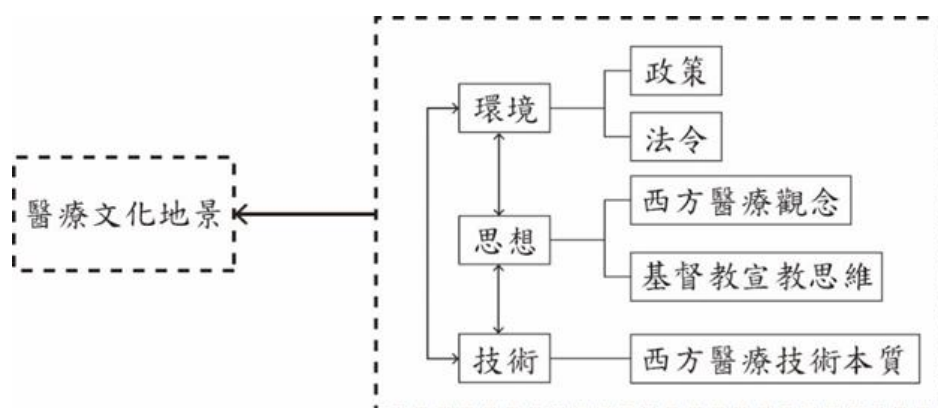 政策
環境
法令
醫療文化地景
西方醫療觀念
思想
基督教宣教思維
技術
西方醫療技術本質